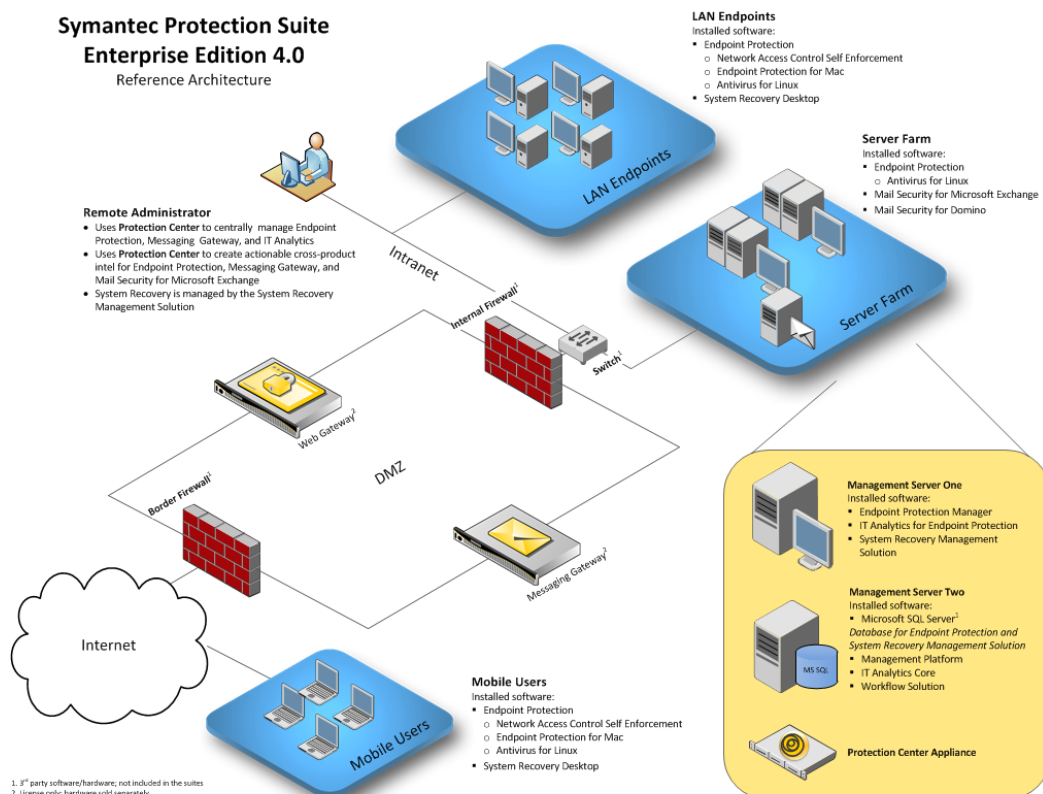 Symantec Protection Suite
Enterprise Edition 4.0
Reference Architecture
LAN Endpoints
Installed software:
▪ Endpoint Protection
o Network Access Control Self Enforcement
o Endpoint Protection for Mac
o Antivirus for Linux
▪ System Recovery Desktop
LAN Endpoints
Server Farm
Installed software:
▪ Endpoint Protection
o Antivirus for Linux
▪ Mail Security for Microsoft Exchange
▪ Mail Security for Domino
Server Farm
Remote Administrator
• Uses Protection Center to centrally manage Endpoint
Protection, Messaging Gateway, and IT Analytics
• Uses Protection Center to create actionable cross-product
intel for Endpoint Protection, Messaging Gateway, and
Mail Security for Microsoft Exchange
• System Recovery is managed by the System Recovery
Management Solution
Intranet
Internal Firewall¹
Switch¹
Web Gateway²
DMZ
Border Firewall¹
Messaging Gateway²
Internet
Management Server One
Installed software:
▪ Endpoint Protection Manager
▪ IT Analytics for Endpoint Protection
▪ System Recovery Management
Solution
Management Server Two
Installed software:
▪ Microsoft SQL Server¹
Database for Endpoint Protection and
System Recovery Management Solution
▪ Management Platform
▪ IT Analytics Core
▪ Workflow Solution
MS SQL
Protection Center Appliance
Mobile Users
Installed software:
▪ Endpoint Protection
o Network Access Control Self Enforcement
o Endpoint Protection for Mac
o Antivirus for Linux
▪ System Recovery Desktop
Mobile Users
1. 3rd party software/hardware; not included in the suites
2. License only; hardware sold separately